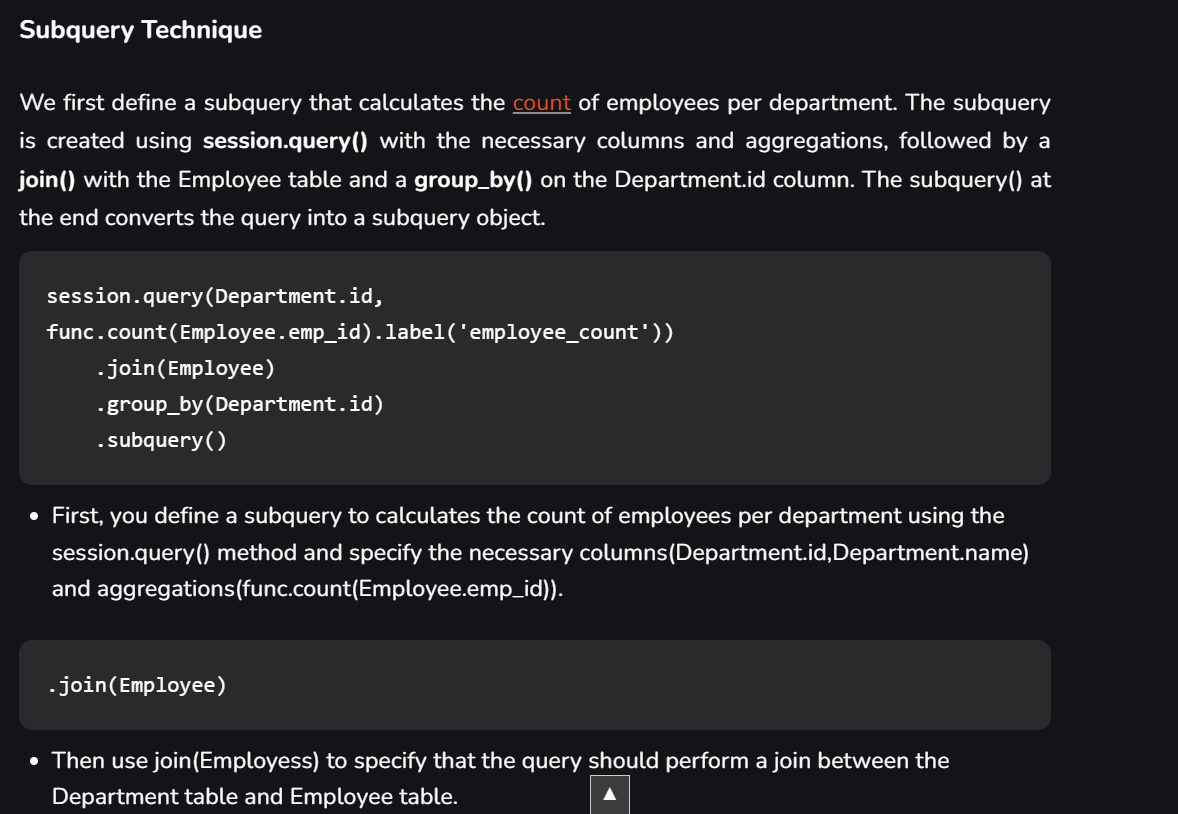 Subquery Technique
We first define a subquery that calculates the count of employees per department. The subquery
is created using session.query() with the necessary columns and aggregations, followed by a
join() with the Employee table and a group_by() on the Department.id column. The subquery() at
the end converts the query into a subquery object.
session.query(Department.id,
func.count(Employee.emp_id).label('employee_count'))
    .join(Employee)
    .group_by(Department.id)
    .subquery()
• First, you define a subquery to calculates the count of employees per department using the
session.query() method and specify the necessary columns(Department.id,Department.name)
and aggregations(func.count(Employee.emp_id)).
.join(Employee)
• Then use join(Employess) to specify that the query should perform a join between the
Department table and Employee table.